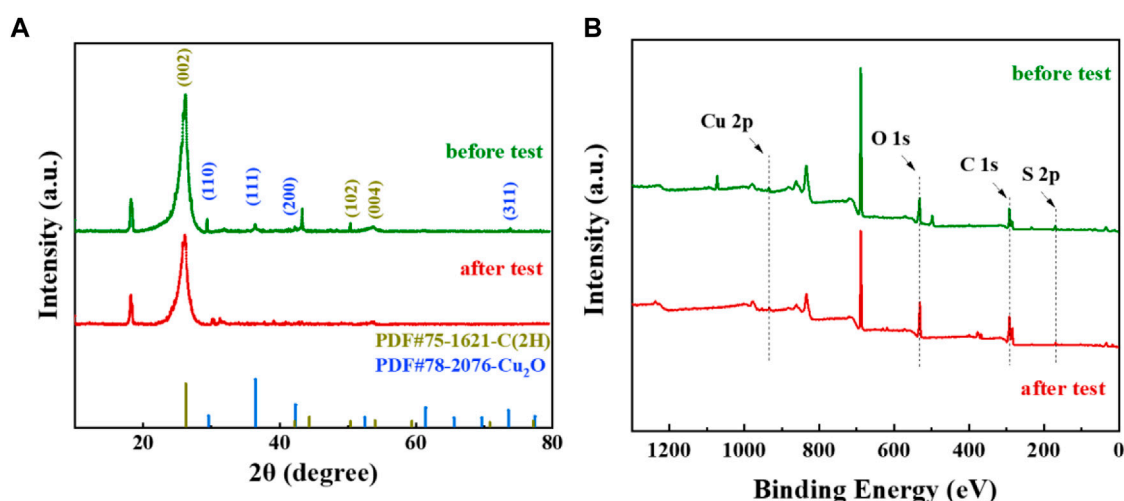 A
(002)
before test
(110)
(111)
(200)
(102)
(004)
(311)
after test
PDF#75-1621-C(2H)
PDF#78-2076-Cu₂O
Intensity (a.u.)
20 40 60 80
2θ (degree)
B
before test
Cu 2p
O 1s
C 1s
S 2p
after test
Intensity (a.u.)
1200 1000 800 600 400 200 0
Binding Energy (eV)